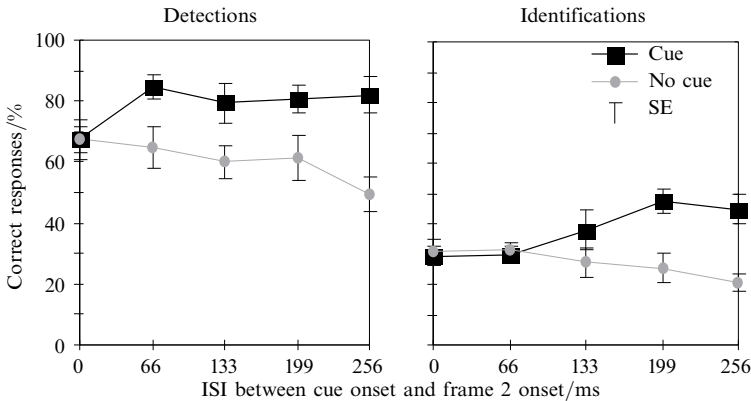 Detections
Identifications
100
80
60
40
20
0
Correct responses/%
Cue
No cue
SE
0 66 133 199 256
0 66 133 199 256
ISI between cue onset and frame 2 onset/ms